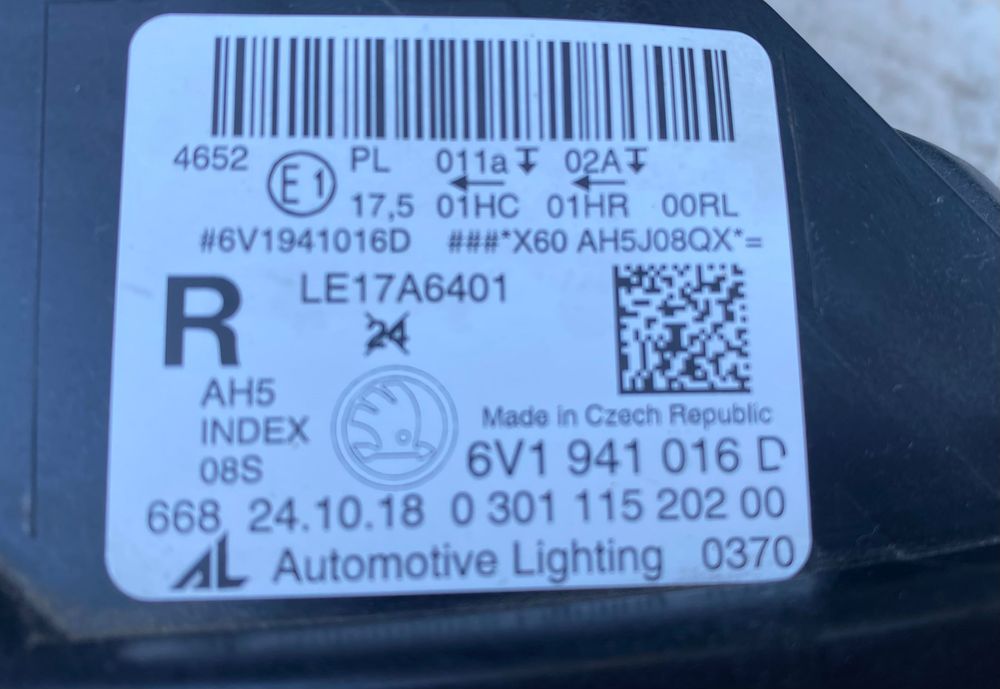 4652 E1 PL 011a 02A
17,5 01HC 01HR 00RL
#6V1941016D ###*X60 AH5J08QX*=
R LE17A6401
24
AH5
INDEX
08S
Made in Czech Republic
6V1 941 016 D
668 24.10.18 0 301 115 202 00
AL Automotive Lighting 0370